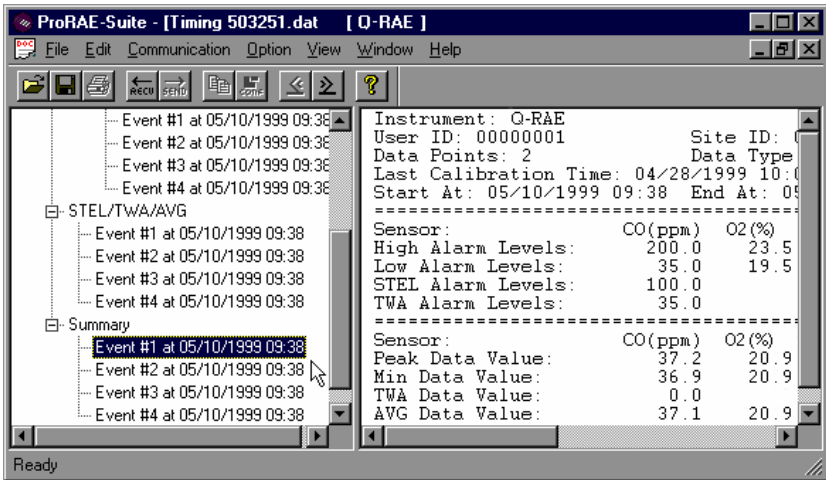 ProRAE-Suite - [Timing 503251.dat [ Q-RAE ]
DOC File Edit Communication Option View Window Help
RECV SEND CONF ?
Event #1 at 05/10/1999 09:38
Event #2 at 05/10/1999 09:38
Event #3 at 05/10/1999 09:38
Event #4 at 05/10/1999 09:38
STEL/TWA/AVG
Event #1 at 05/10/1999 09:38
Event #2 at 05/10/1999 09:38
Event #3 at 05/10/1999 09:38
Event #4 at 05/10/1999 09:38
Summary
Event #1 at 05/10/1999 09:38
Event #2 at 05/10/1999 09:38
Event #3 at 05/10/1999 09:38
Event #4 at 05/10/1999 09:38
Instrument: Q-RAE
User ID: 00000001 Site ID:
Data Points: 2 Data Type
Last Calibration Time: 04/28/1999 10:
Start At: 05/10/1999 09:38 End At:
==========================================
Sensor: CO(ppm) O2(%)
High Alarm Levels: 200.0 23.5
Low Alarm Levels: 35.0 19.5
STEL Alarm Levels: 100.0
TWA Alarm Levels: 35.0
==========================================
Sensor: CO(ppm) O2(%)
Peak Data Value: 37.2 20.9
Min Data Value: 36.9 20.9
TWA Data Value: 0.0
AVG Data Value: 37.1 20.9
Ready